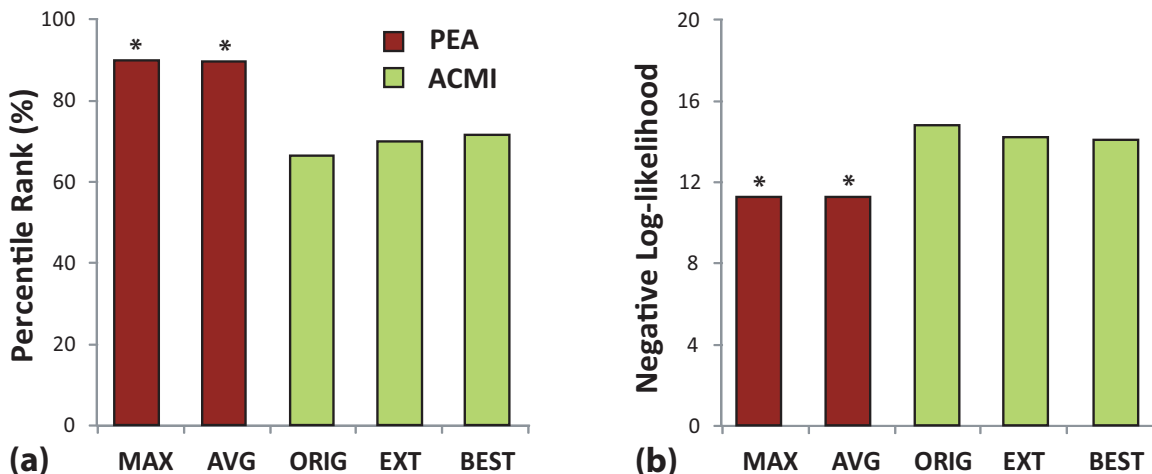 Percentile Rank (%)
100
80
60
40
20
0
* *
PEA
ACMI
(a) MAX AVG ORIG EXT BEST
Negative Log-likelihood
20
16
12
8
4
0
* *
(b) MAX AVG ORIG EXT BEST